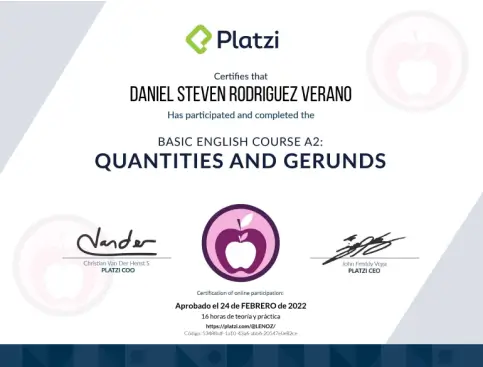 Platzi
Certifies that
DANIEL STEVEN RODRIGUEZ VERANO
Has participated and completed the
BASIC ENGLISH COURSE A2:
QUANTITIES AND GERUNDS
Christian Van Der Henst S
PLATZI COO
John Freddy Vega
PLATZI CEO
Certification of online participation:
Aprobado el 24 de FEBRERO de 2022
16 horas de teoría y práctica
https://platzi.com/@LENOZ/
Código: